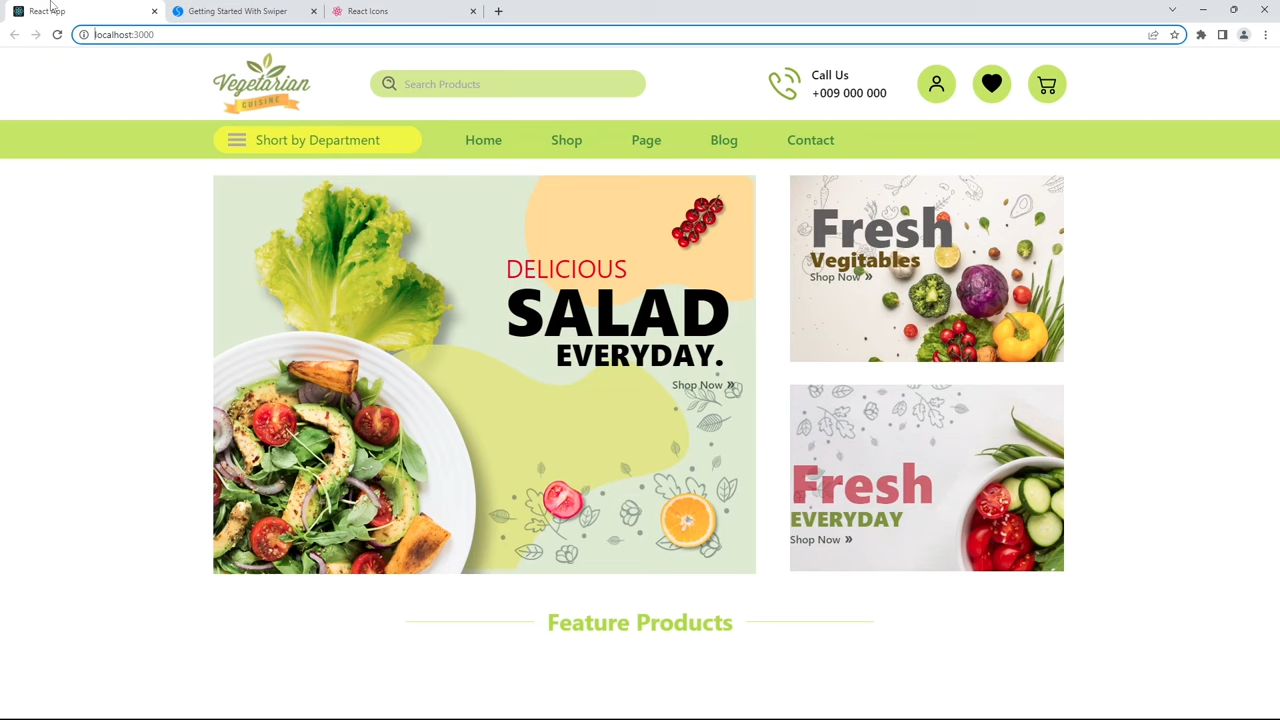 React App
Getting Started With Swiper
React Icons
localhost:3000
Vegetarian
CUISINE
Search Products
Call Us
+009 000 000
Short by Department
Home
Shop
Page
Blog
Contact
DELICIOUS
SALAD
EVERYDAY.
Shop Now »
Fresh
Vegitables
Shop Now »
Fresh
EVERYDAY
Shop Now »
Feature Products